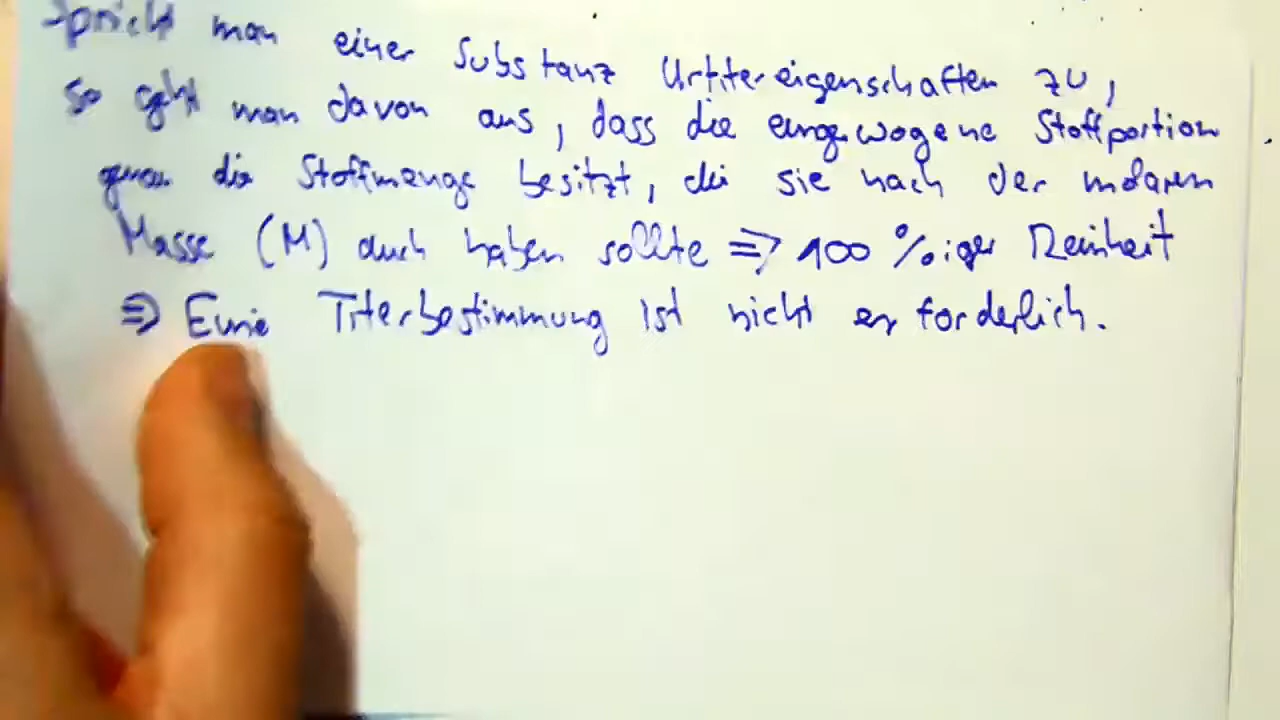 Spricht man einer Substanz Urtitereigenschaften zu,
so geht man davon aus, dass die eingewogene Stoffportion
genau die Stoffmenge besitzt, die sie nach der molaren
Masse (M) auch haben sollte => 100 %iger Reinheit
=> Eine Titerbestimmung ist nicht erforderlich.